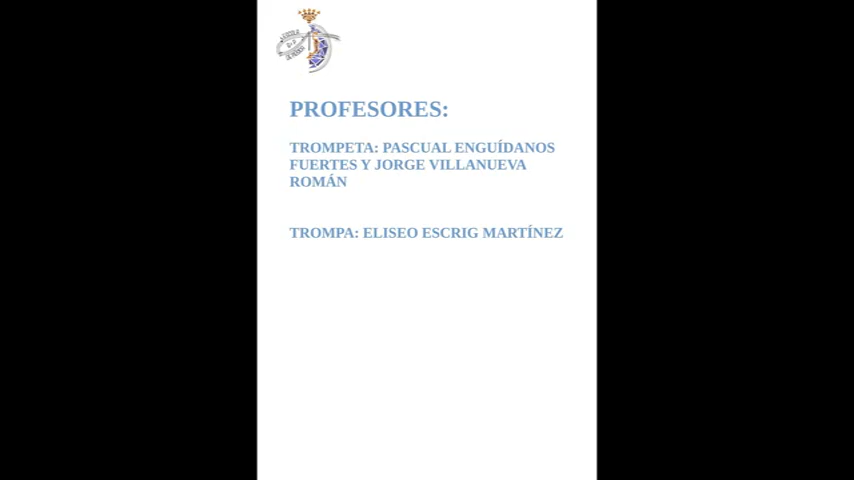 PROFESORES:
TROMPETA: PASCUAL ENGUÍDANOS
FUERTES Y JORGE VILLANUEVA
ROMÁN
TROMPA: ELISEO ESCRIG MARTÍNEZ